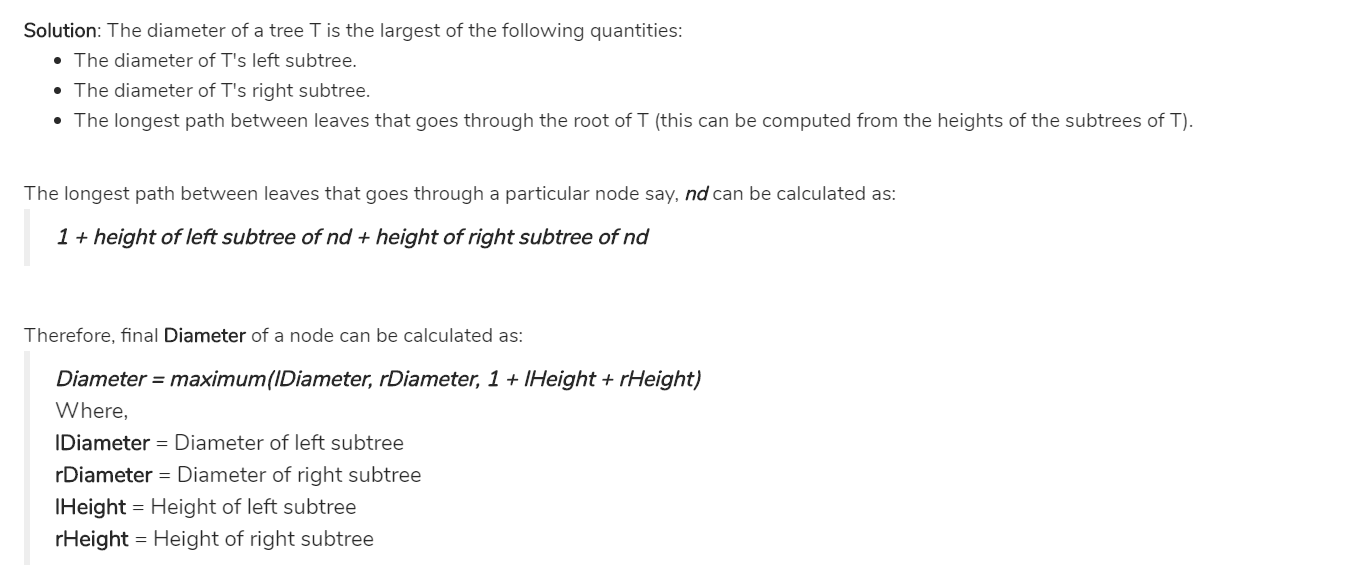 Solution: The diameter of a tree T is the largest of the following quantities:
• The diameter of T's left subtree.
• The diameter of T's right subtree.
• The longest path between leaves that goes through the root of T (this can be computed from the heights of the subtrees of T).
The longest path between leaves that goes through a particular node say, nd can be calculated as:
1 + height of left subtree of nd + height of right subtree of nd
Therefore, final Diameter of a node can be calculated as:
Diameter = maximum(lDiameter, rDiameter, 1 + lHeight + rHeight)
Where,
lDiameter = Diameter of left subtree
rDiameter = Diameter of right subtree
lHeight = Height of left subtree
rHeight = Height of right subtree